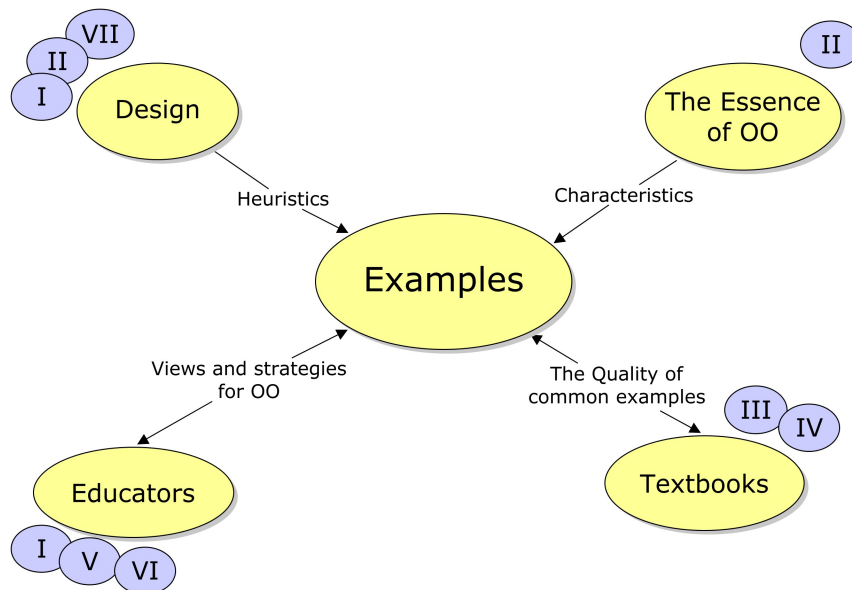 VII
II
I
Design
II
The Essence
of OO
Heuristics
Characteristics
Examples
Views and strategies
for OO
The Quality of
common examples
III
IV
Educators
Textbooks
I
V
VI